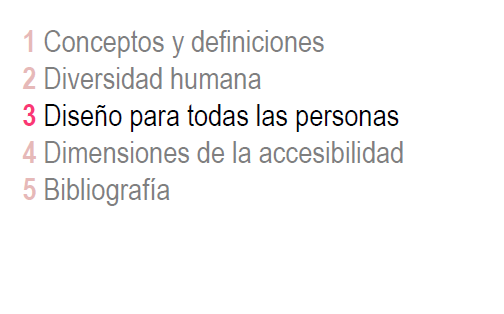 1 Conceptos y definiciones
2 Diversidad humana
3 Diseño para todas las personas
4 Dimensiones de la accesibilidad
5 Bibliografía